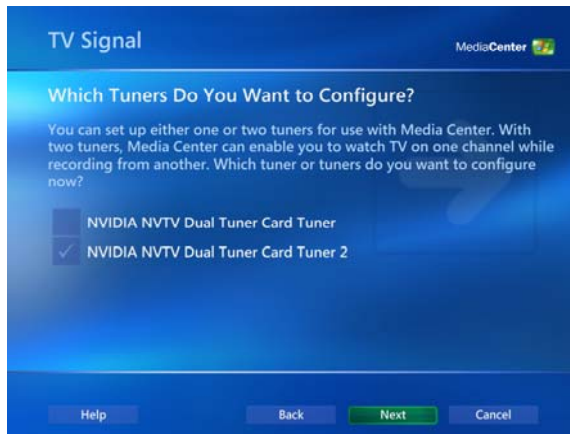 TV Signal
MediaCenter
Which Tuners Do You Want to Configure?
You can set up either one or two tuners for use with Media Center. With
two tuners, Media Center can enable you to watch TV on one channel while
recording from another. Which tuner or tuners do you want to configure
now?
NVIDIA NVTV Dual Tuner Card Tuner
NVIDIA NVTV Dual Tuner Card Tuner 2
Help Back Next Cancel